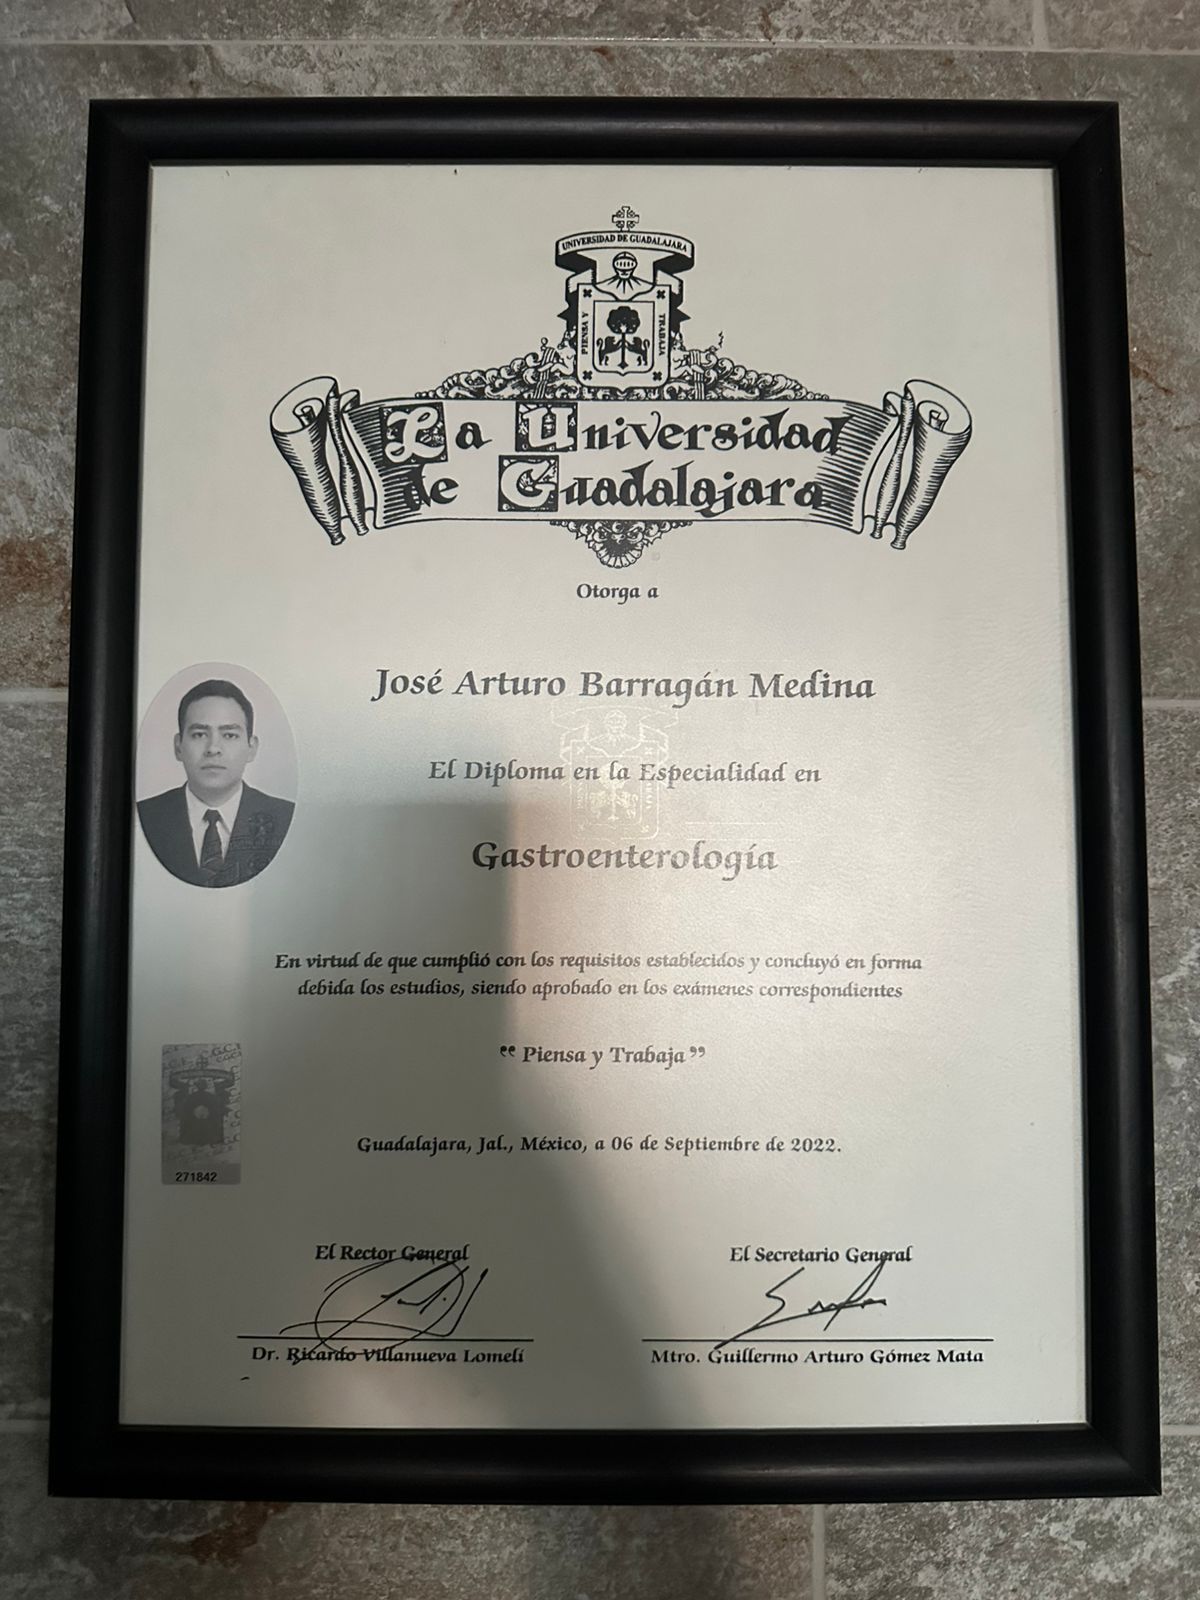 UNIVERSIDAD DE GUADALAJARA
PIENSA Y
TRABAJA
La Universidad
de Guadalajara
Otorga a
José Arturo Barragán Medina
El Diploma en la Especialidad en
Gastroenterología
En virtud de que cumplió con los requisitos establecidos y concluyó en forma
debida los estudios, siendo aprobado en los exámenes correspondientes
“ Piensa y Trabaja ”
Guadalajara, Jal., México, a 06 de Septiembre de 2022.
271842
El Rector General
El Secretario General
Dr. Ricardo Villanueva Lomelí
Mtro. Guillermo Arturo Gómez Mata